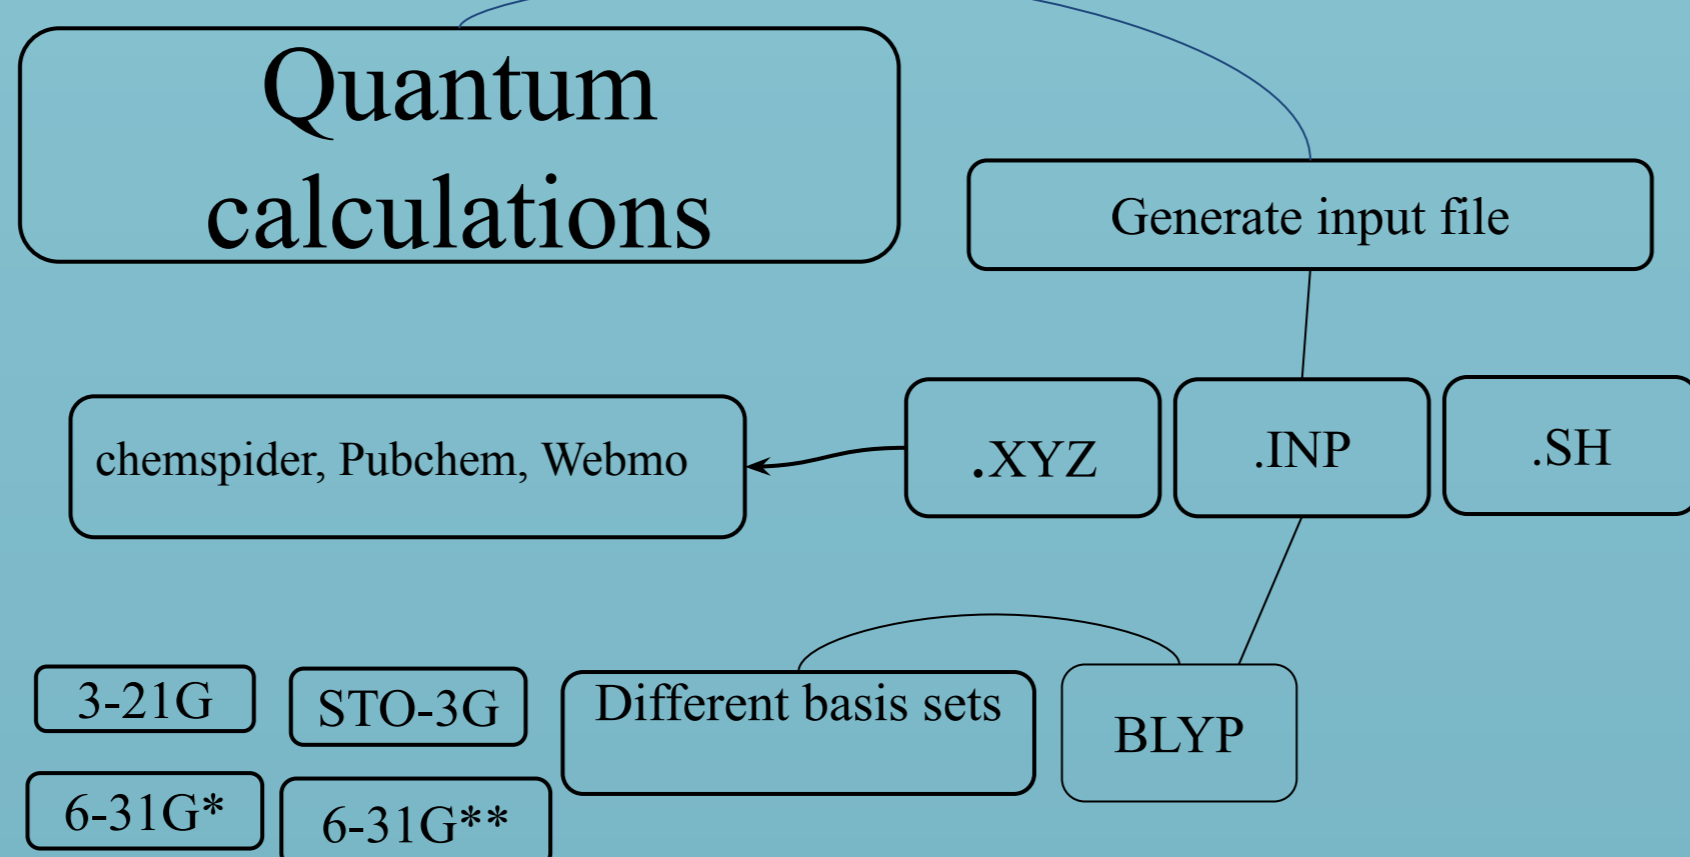 Quantum
calculations
Generate input file
chemspider, Pubchem, Webmo
.XYZ
.INP
.SH
3-21G
STO-3G
Different basis sets
BLYP
6-31G*
6-31G**